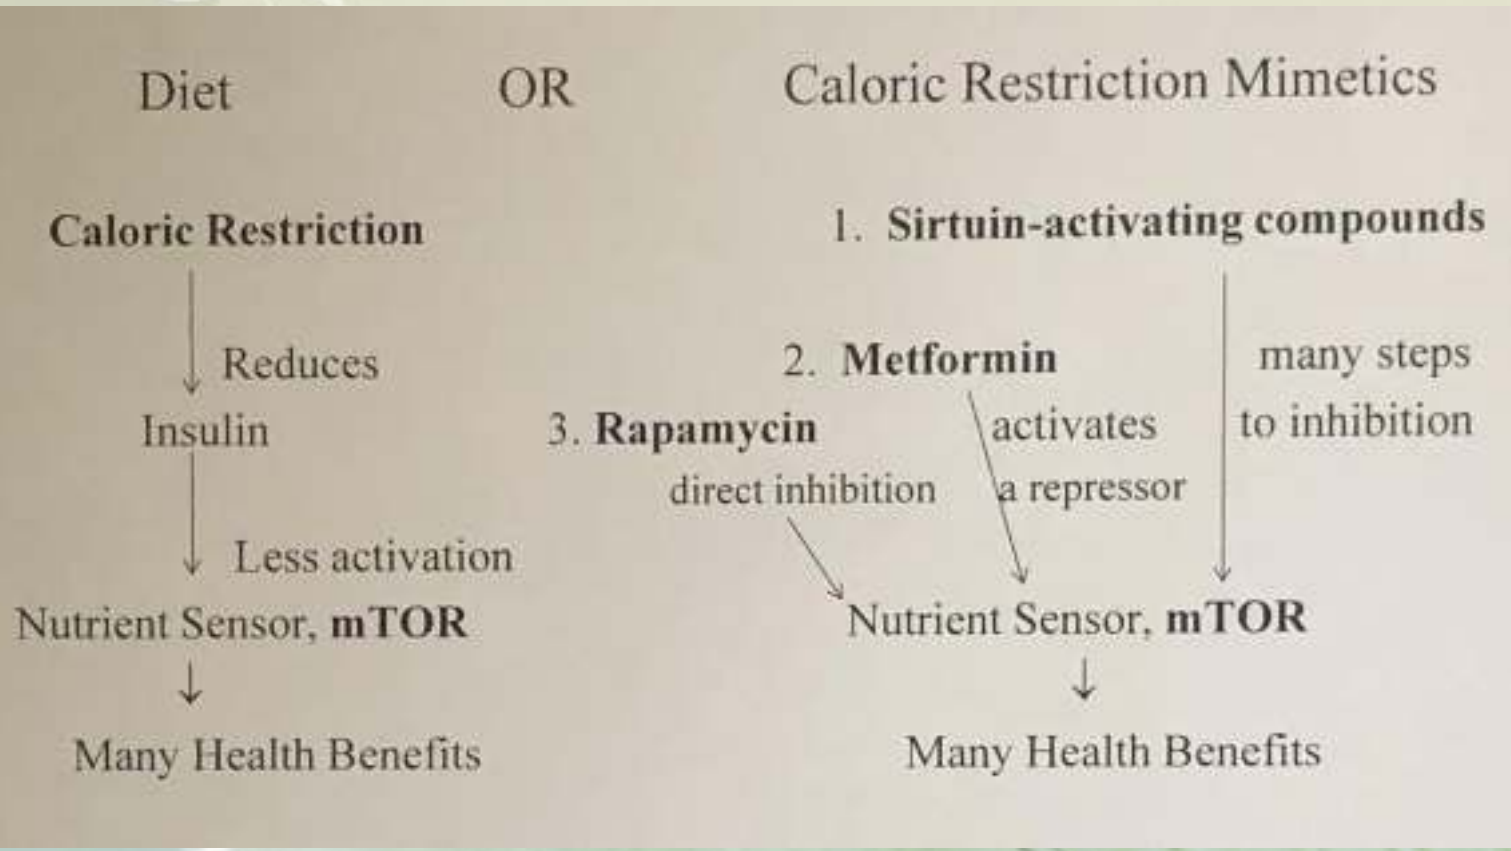 Diet OR Caloric Restriction Mimetics
Caloric Restriction
1. Sirtuin-activating compounds
Reduces
2. Metformin
many steps
Insulin
3. Rapamycin
activates
to inhibition
direct inhibition
a repressor
Less activation
Nutrient Sensor, mTOR
Nutrient Sensor, mTOR
Many Health Benefits
Many Health Benefits